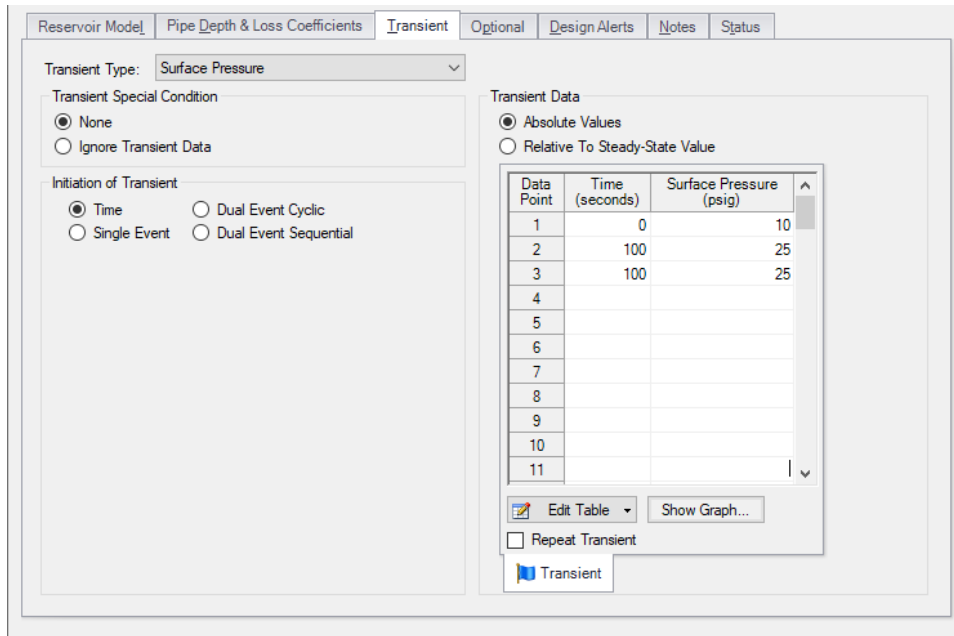 Reservoir Model Pipe Depth & Loss Coefficients Transient Optional Design Alerts Notes Status
Transient Type: Surface Pressure
Transient Special Condition
None
Ignore Transient Data
Initiation of Transient
Time Dual Event Cyclic
Single Event Dual Event Sequential
Transient Data
Absolute Values
Relative To Steady-State Value
Data Point Time (seconds) Surface Pressure (psig)
1 0 10
2 100 25
3 100 25
4
5
6
7
8
9
10
11
Edit Table Show Graph...
Repeat Transient
Transient